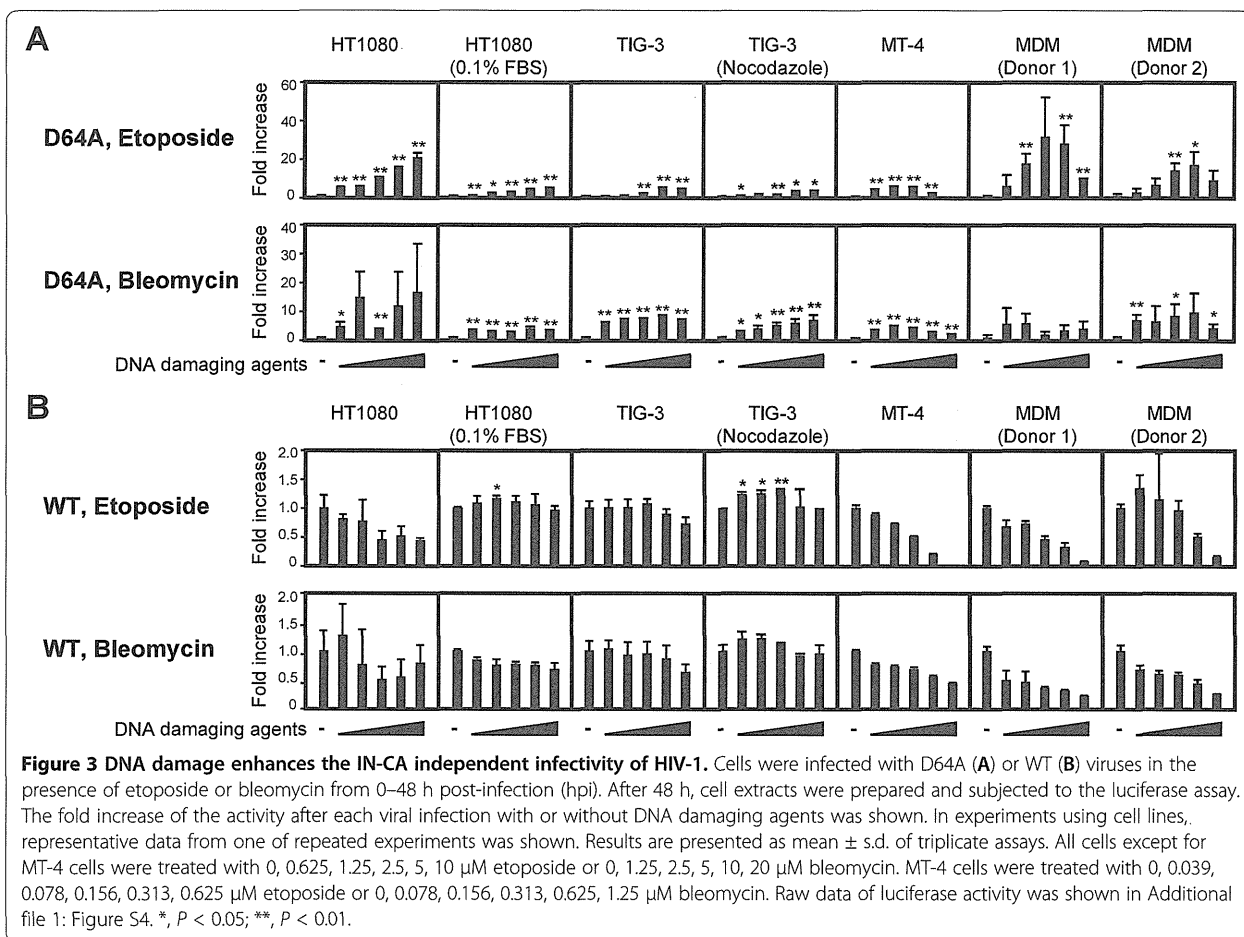 A
HT1080 HT1080 TIG-3 TIG-3 MT-4 MDM MDM
(0.1% FBS) (Nocodazole) (Donor 1) (Donor 2)
D64A, Etoposide
Fold increase
60
40
20
0
** ** ** ** **
** * ** ** **
** ** **
* ** * *
** ** ** **
** ** **
** *
D64A, Bleomycin
Fold increase
40
30
20
10
0
* **
** ** ** ** **
** ** ** ** **
* * ** ** **
** ** ** ** **
** * *
DNA damaging agents - - - - - - -
B
HT1080 HT1080 TIG-3 TIG-3 MT-4 MDM MDM
(0.1% FBS) (Nocodazole) (Donor 1) (Donor 2)
WT, Etoposide
Fold increase
2.0
1.5
1.0
0.5
0
*
* * **
WT, Bleomycin
Fold increase
2.0
1.5
1.0
0.5
0
DNA damaging agents - - - - - - -
Figure 3 DNA damage enhances the IN-CA independent infectivity of HIV-1. Cells were infected with D64A (A) or WT (B) viruses in the
presence of etoposide or bleomycin from 0–48 h post-infection (hpi). After 48 h, cell extracts were prepared and subjected to the luciferase assay.
The fold increase of the activity after each viral infection with or without DNA damaging agents was shown. In experiments using cell lines,
representative data from one of repeated experiments was shown. Results are presented as mean ± s.d. of triplicate assays. All cells except for
MT-4 cells were treated with 0, 0.625, 1.25, 2.5, 5, 10 μM etoposide or 0, 1.25, 2.5, 5, 10, 20 μM bleomycin. MT-4 cells were treated with 0, 0.039,
0.078, 0.156, 0.313, 0.625 μM etoposide or 0, 0.078, 0.156, 0.313, 0.625, 1.25 μM bleomycin. Raw data of luciferase activity was shown in Additional
file 1: Figure S4. *, P < 0.05; **, P < 0.01.